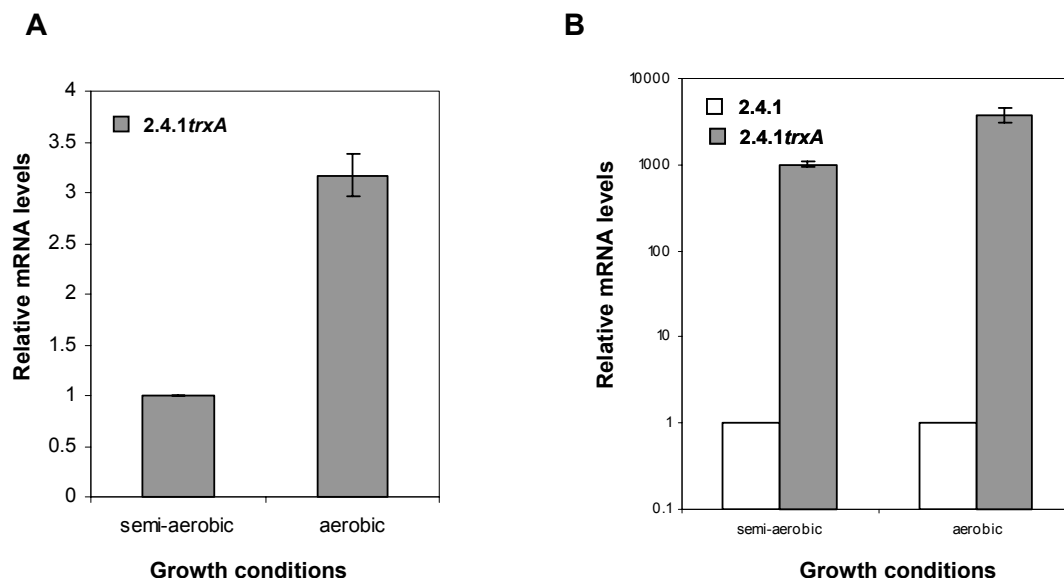 A
Relative mRNA levels
4
3.5
3
2.5
2
1.5
1
0.5
0
2.4.1trxA
semi-aerobic aerobic
Growth conditions
B
Relative mRNA levels
10000
1000
100
10
1
0.1
2.4.1
2.4.1trxA
semi-aerobic aerobic
Growth conditions